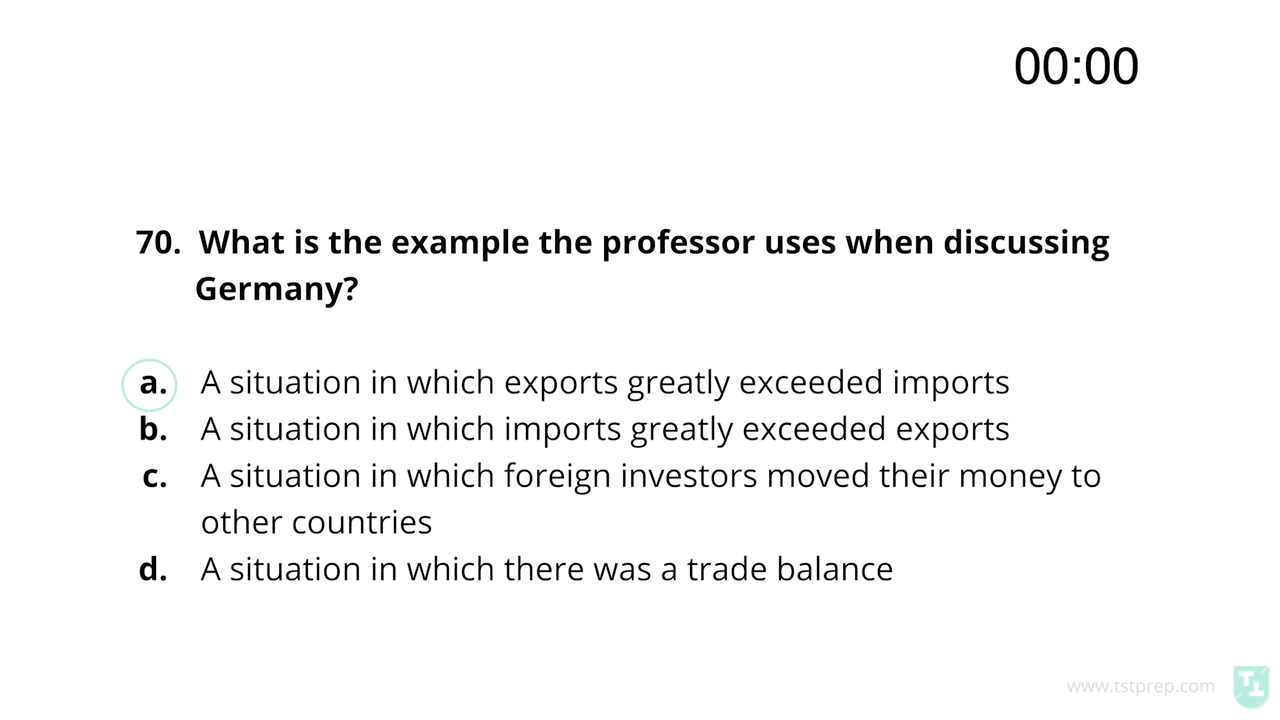 00:00
70. What is the example the professor uses when discussing
Germany?
a. A situation in which exports greatly exceeded imports
b. A situation in which imports greatly exceeded exports
c. A situation in which foreign investors moved their money to
other countries
d. A situation in which there was a trade balance
www.tstprep.com